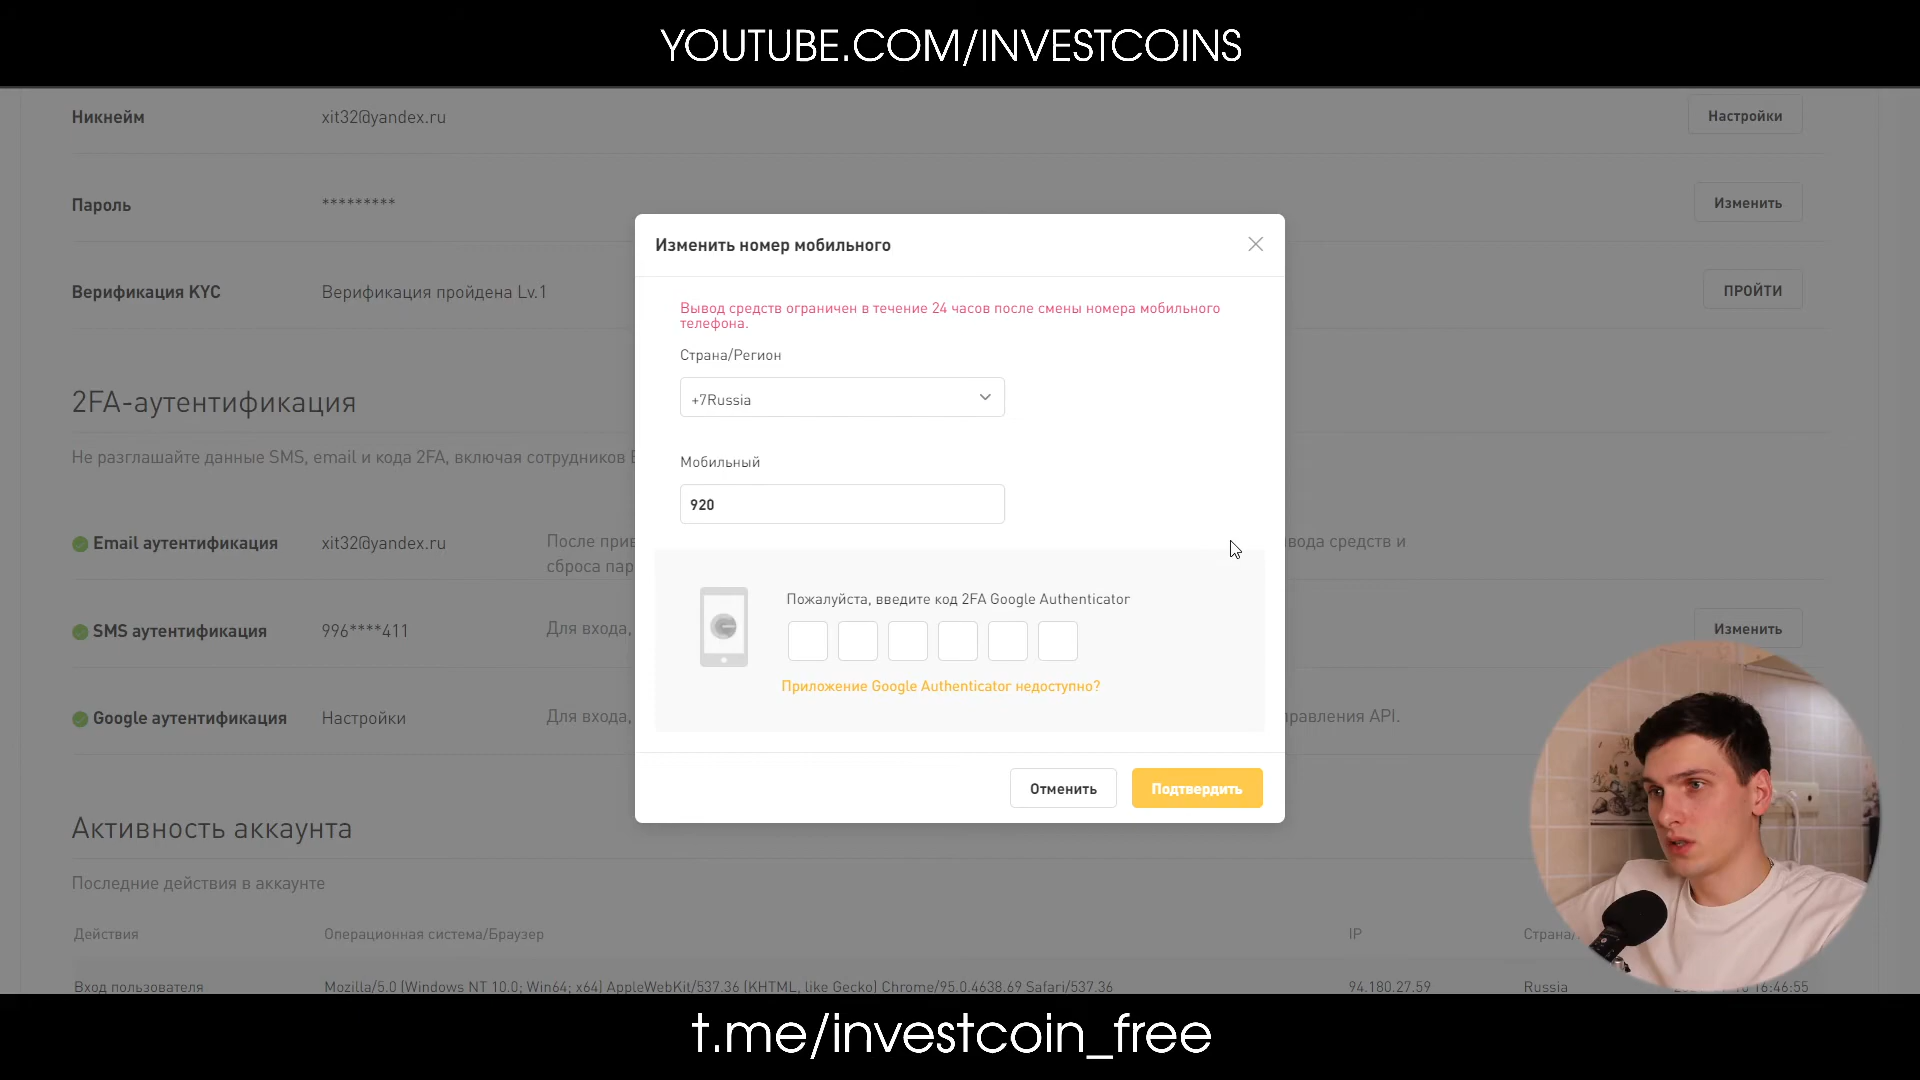 YOUTUBE.COM/INVESTCOINS
Никнейм
xit32@yandex.ru
Настройки
Пароль
*********
Изменить
Верификация KYC
Верификация пройдена Lv.1
ПРОЙТИ
Изменить номер мобильного
Вывод средств ограничен в течение 24 часов после смены номера мобильного
телефона.
Страна/Регион
+7Russia
Мобильный
920
Пожалуйста, введите код 2FA Google Authenticator
Приложение Google Authenticator недоступно?
Отменить
Подтвердить
2FA-аутентификация
Не разглашайте данные SMS, email и кода 2FA, включая сотрудников
Email аутентификация
xit32@yandex.ru
После
средств и
сброса
SMS аутентификация
996****411
Для входа,
Изменить
Google аутентификация
Настройки
Для входа,
API.
Активность аккаунта
Последние действия в аккаунте
Действия
Операционная система/Браузер
IP
Страна/
Вход пользователя
Mozilla/5.0 (Windows NT 10.0; Win64; x64) AppleWebKit/537.36 (KHTML, like Gecko) Chrome/95.0.4638.69 Safari/537.36
94.180.27.59
Russia
16:46:55
t.me/investcoin_free